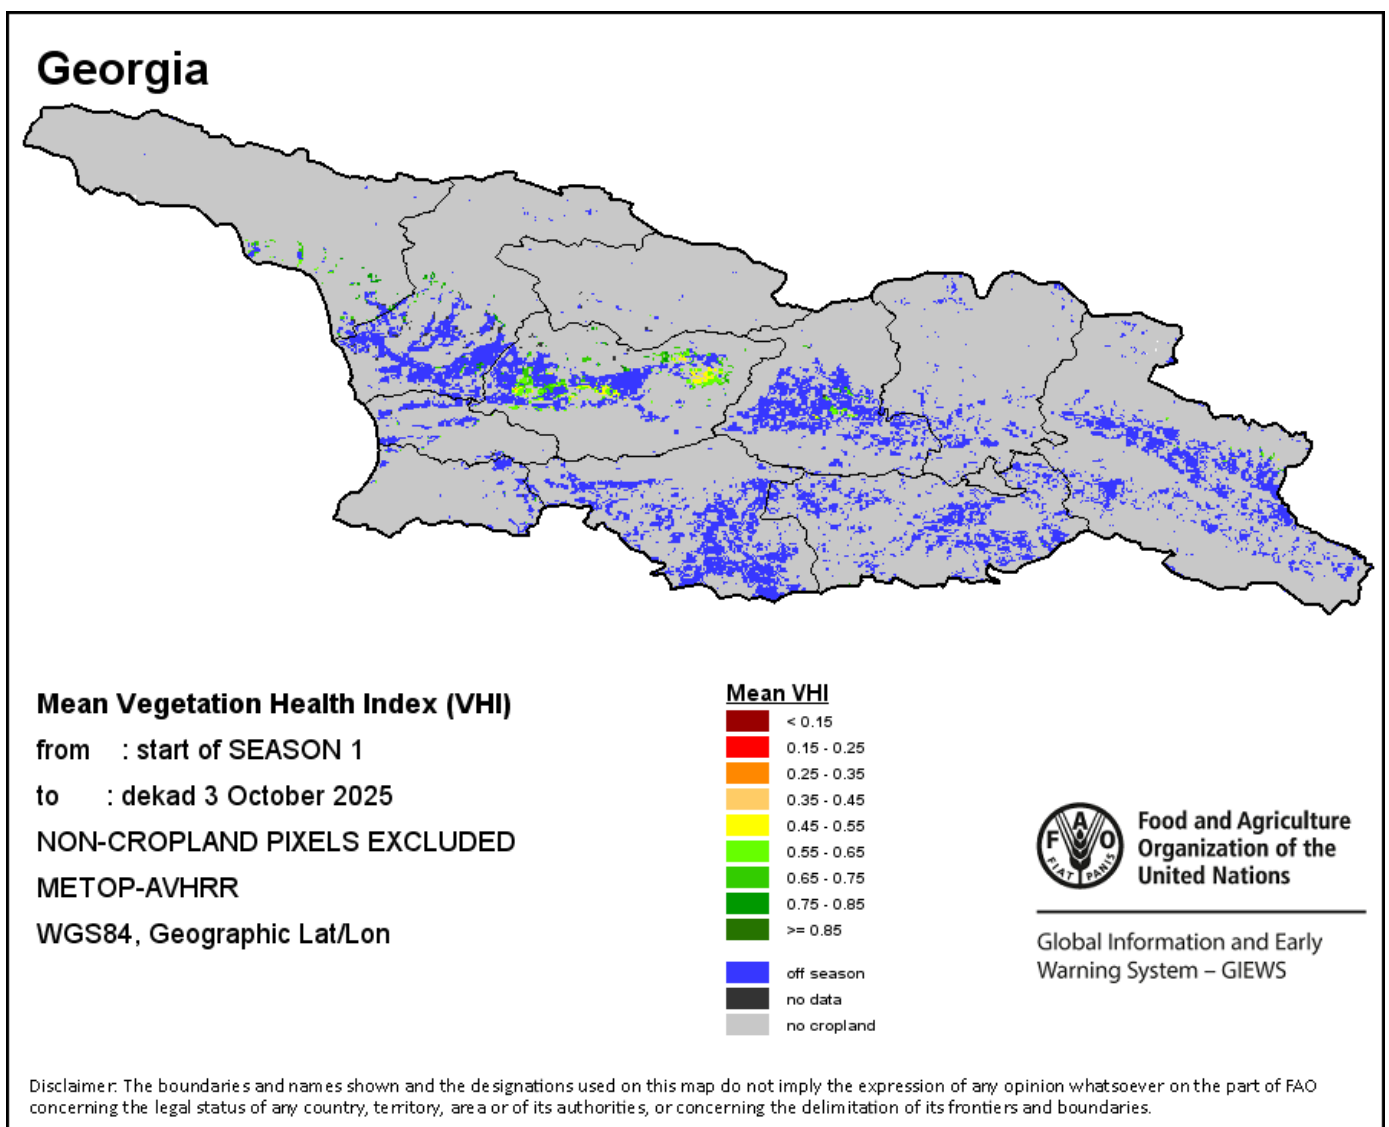 Georgia
Mean Vegetation Health Index (VHI)
from : start of SEASON 1
to : dekad 3 October 2025
NON-CROPLAND PIXELS EXCLUDED
METOP-AVHRR
WGS84, Geographic Lat/Lon
Mean VHI
< 0.15
0.15 - 0.25
0.25 - 0.35
0.35 - 0.45
0.45 - 0.55
0.55 - 0.65
0.65 - 0.75
0.75 - 0.85
>= 0.85
off season
no data
no cropland
F A O
FIAT PANIS
Food and Agriculture
Organization of the
United Nations
Global Information and Early
Warning System – GIEWS
Disclaimer: The boundaries and names shown and the designations used on this map do not imply the expression of any opinion whatsoever on the part of FAO
concerning the legal status of any country, territory, area or of its authorities, or concerning the delimitation of its frontiers and boundaries.